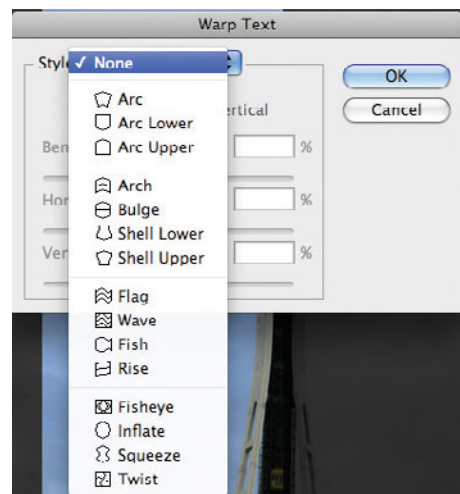 Warp Text
Style
✓ None
OK
Arc
ertical
Cancel
Arc Lower
Ben
Arc Upper
%
Arch
Hor
Bulge
%
Shell Lower
Ver
Shell Upper
%
Flag
Wave
Fish
Rise
Fisheye
Inflate
Squeeze
Twist